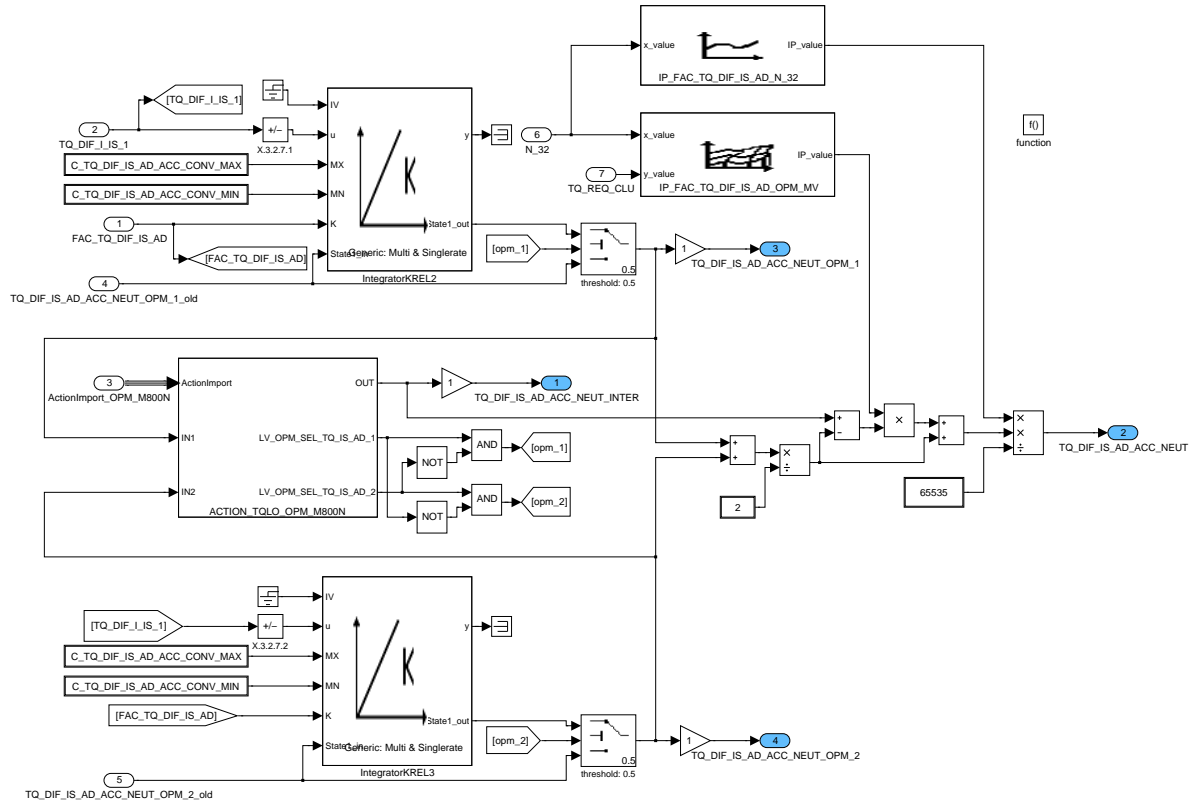 x_value
IP_value
IP_FAC_TQ_DIF_IS_AD_N_32
[TQ_DIF_I_IS_1]
2
TQ_DIF_I_IS_1
+/−
X.3.2.7.1
C_TQ_DIF_IS_AD_ACC_CONV_MAX
C_TQ_DIF_IS_AD_ACC_CONV_MIN
1
FAC_TQ_DIF_IS_AD
[FAC_TQ_DIF_IS_AD]
4
TQ_DIF_IS_AD_ACC_NEUT_OPM_1_old
IV
u
MX
MN
K
State1_in
y
State1_out
K
Generic: Multi & Singlerate
IntegratorKREL2
6
N_32
7
TQ_REQ_CLU
x_value
y_value
IP_value
IP_FAC_TQ_DIF_IS_AD_OPM_MV
f()
function
[opm_1]
0.5
threshold: 0.5
1
3
TQ_DIF_IS_AD_ACC_NEUT_OPM_1
3
ActionImport_OPM_M800N
ActionImport
IN1
IN2
OUT
LV_OPM_SEL_TQ_IS_AD_1
LV_OPM_SEL_TQ_IS_AD_2
ACTION_TQLO_OPM_M800N
1
1
TQ_DIF_IS_AD_ACC_NEUT_INTER
NOT
AND
[opm_1]
NOT
AND
[opm_2]
+
+
×
÷
2
+
−
×
+
+
65535
×
×
÷
2
TQ_DIF_IS_AD_ACC_NEUT
[TQ_DIF_I_IS_1]
+/−
X.3.2.7.2
C_TQ_DIF_IS_AD_ACC_CONV_MAX
C_TQ_DIF_IS_AD_ACC_CONV_MIN
[FAC_TQ_DIF_IS_AD]
5
TQ_DIF_IS_AD_ACC_NEUT_OPM_2_old
IV
u
MX
MN
K
State1_in
y
State1_out
K
Generic: Multi & Singlerate
IntegratorKREL3
[opm_2]
0.5
threshold: 0.5
1
4
TQ_DIF_IS_AD_ACC_NEUT_OPM_2